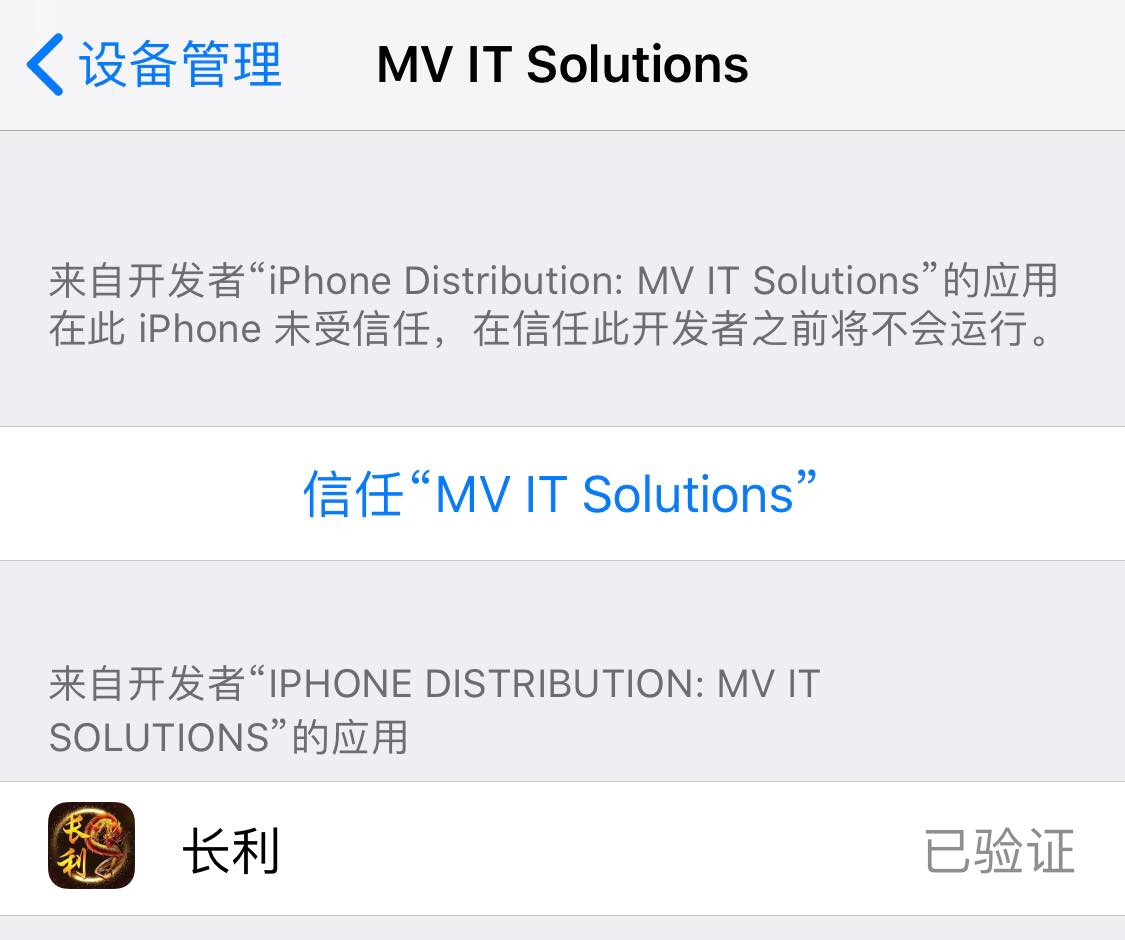 设备管理 MV IT Solutions
来自开发者“iPhone Distribution: MV IT Solutions”的应用
在此 iPhone 未受信任，在信任此开发者之前将不会运行。
信任“MV IT Solutions”
来自开发者“IPHONE DISTRIBUTION: MV IT
SOLUTIONS”的应用
长利
长利 已验证